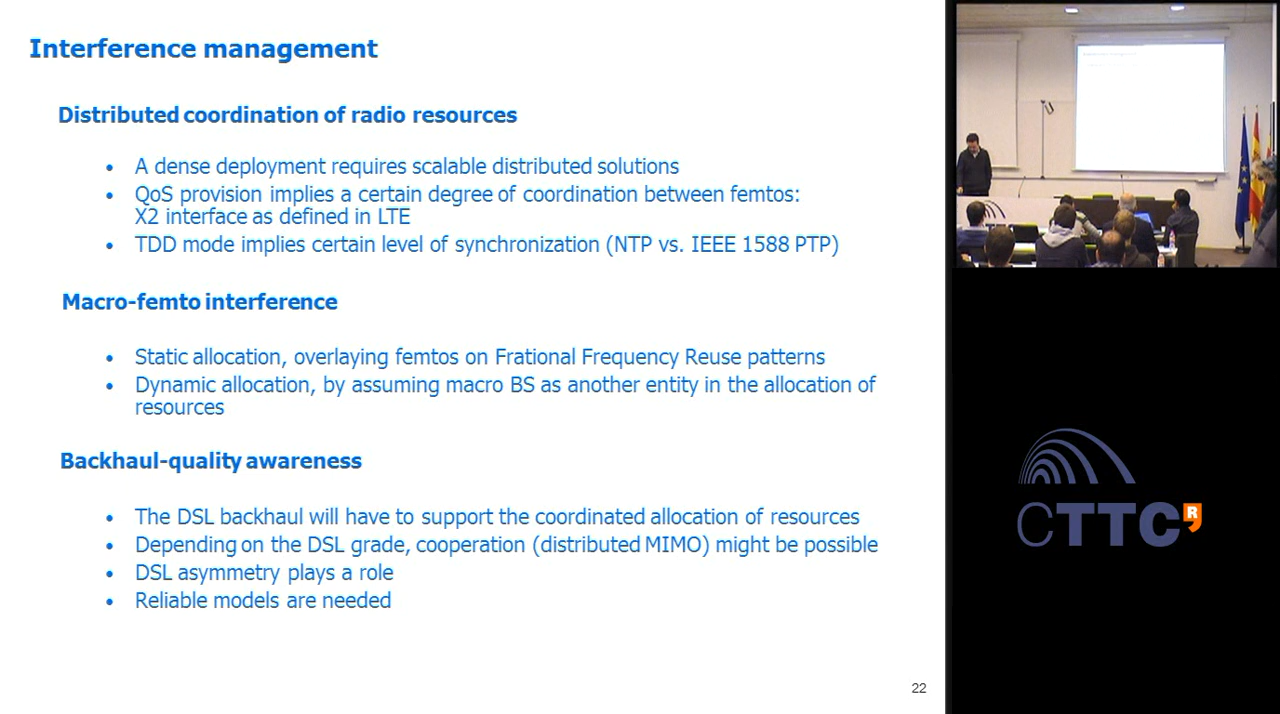 Interference management
Distributed coordination of radio resources
• A dense deployment requires scalable distributed solutions
• QoS provision implies a certain degree of coordination between femtos:
X2 interface as defined in LTE
• TDD mode implies certain level of synchronization (NTP vs. IEEE 1588 PTP)
Macro-femto interference
• Static allocation, overlaying femtos on Frational Frequency Reuse patterns
• Dynamic allocation, by assuming macro BS as another entity in the allocation of
resources
Backhaul-quality awareness
• The DSL backhaul will have to support the coordinated allocation of resources
• Depending on the DSL grade, cooperation (distributed MIMO) might be possible
• DSL asymmetry plays a role
• Reliable models are needed
22
CTTC R